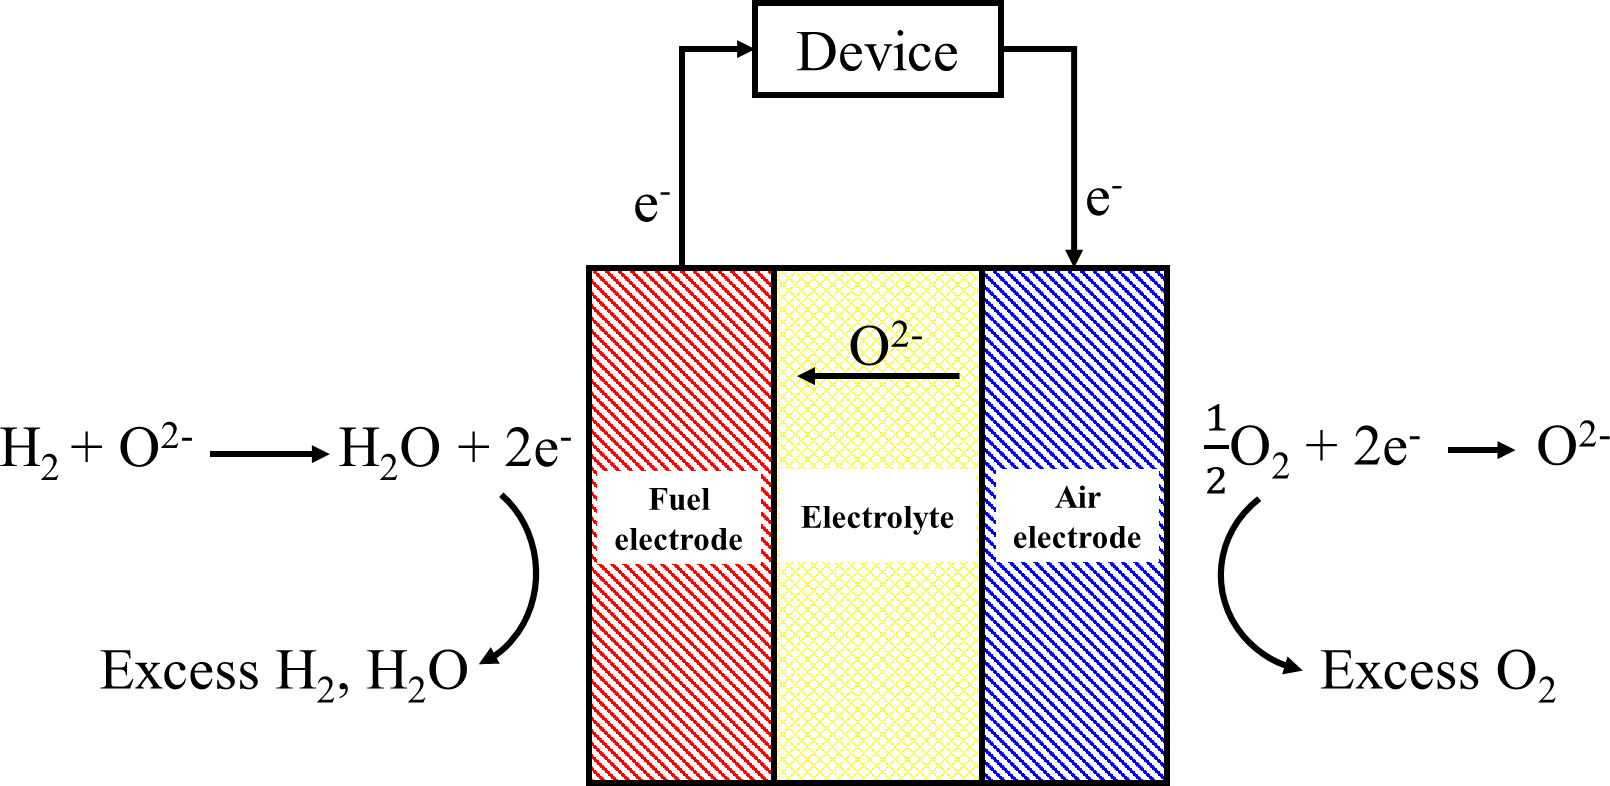 Device
e⁻
e⁻
O²⁻
H₂ + O²⁻ ⟶ H₂O + 2e⁻
½O₂ + 2e⁻ ⟶ O²⁻
Fuel
electrode
Electrolyte
Air
electrode
Excess H₂, H₂O
Excess O₂